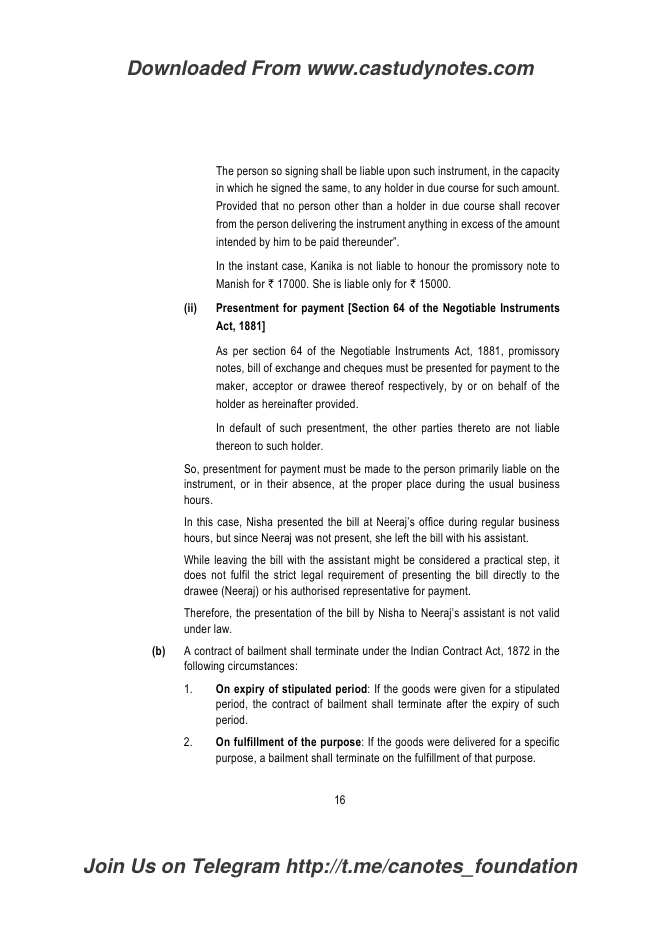 Downloaded From www.castudynotes.com
The person so signing shall be liable upon such instrument, in the capacity
in which he signed the same, to any holder in due course for such amount.
Provided that no person other than a holder in due course shall recover
from the person delivering the instrument anything in excess of the amount
intended by him to be paid thereunder”.
In the instant case, Kanika is not liable to honour the promissory note to
Manish for ₹ 17000. She is liable only for ₹ 15000.
(ii) Presentment for payment [Section 64 of the Negotiable Instruments
Act, 1881]
As per section 64 of the Negotiable Instruments Act, 1881, promissory
notes, bill of exchange and cheques must be presented for payment to the
maker, acceptor or drawee thereof respectively, by or on behalf of the
holder as hereinafter provided.
In default of such presentment, the other parties thereto are not liable
thereon to such holder.
So, presentment for payment must be made to the person primarily liable on the
instrument, or in their absence, at the proper place during the usual business
hours.
In this case, Nisha presented the bill at Neeraj’s office during regular business
hours, but since Neeraj was not present, she left the bill with his assistant.
While leaving the bill with the assistant might be considered a practical step, it
does not fulfil the strict legal requirement of presenting the bill directly to the
drawee (Neeraj) or his authorised representative for payment.
Therefore, the presentation of the bill by Nisha to Neeraj’s assistant is not valid
under law.
(b) A contract of bailment shall terminate under the Indian Contract Act, 1872 in the
following circumstances:
1. On expiry of stipulated period: If the goods were given for a stipulated
period, the contract of bailment shall terminate after the expiry of such
period.
2. On fulfillment of the purpose: If the goods were delivered for a specific
purpose, a bailment shall terminate on the fulfillment of that purpose.
16
Join Us on Telegram http://t.me/canotes_foundation